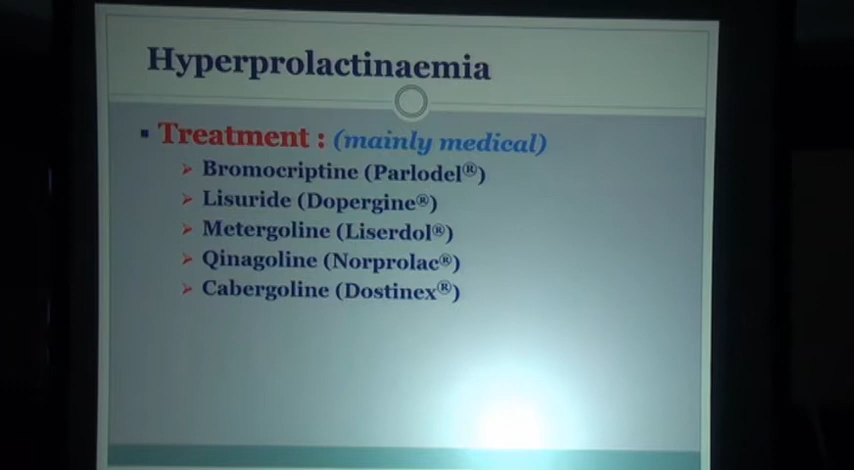 Hyperprolactinaemia
▪ Treatment : (mainly medical)
➢ Bromocriptine (Parlodel®)
➢ Lisuride (Dopergine®)
➢ Metergoline (Liserdol®)
➢ Qinagoline (Norprolac®)
➢ Cabergoline (Dostinex®)